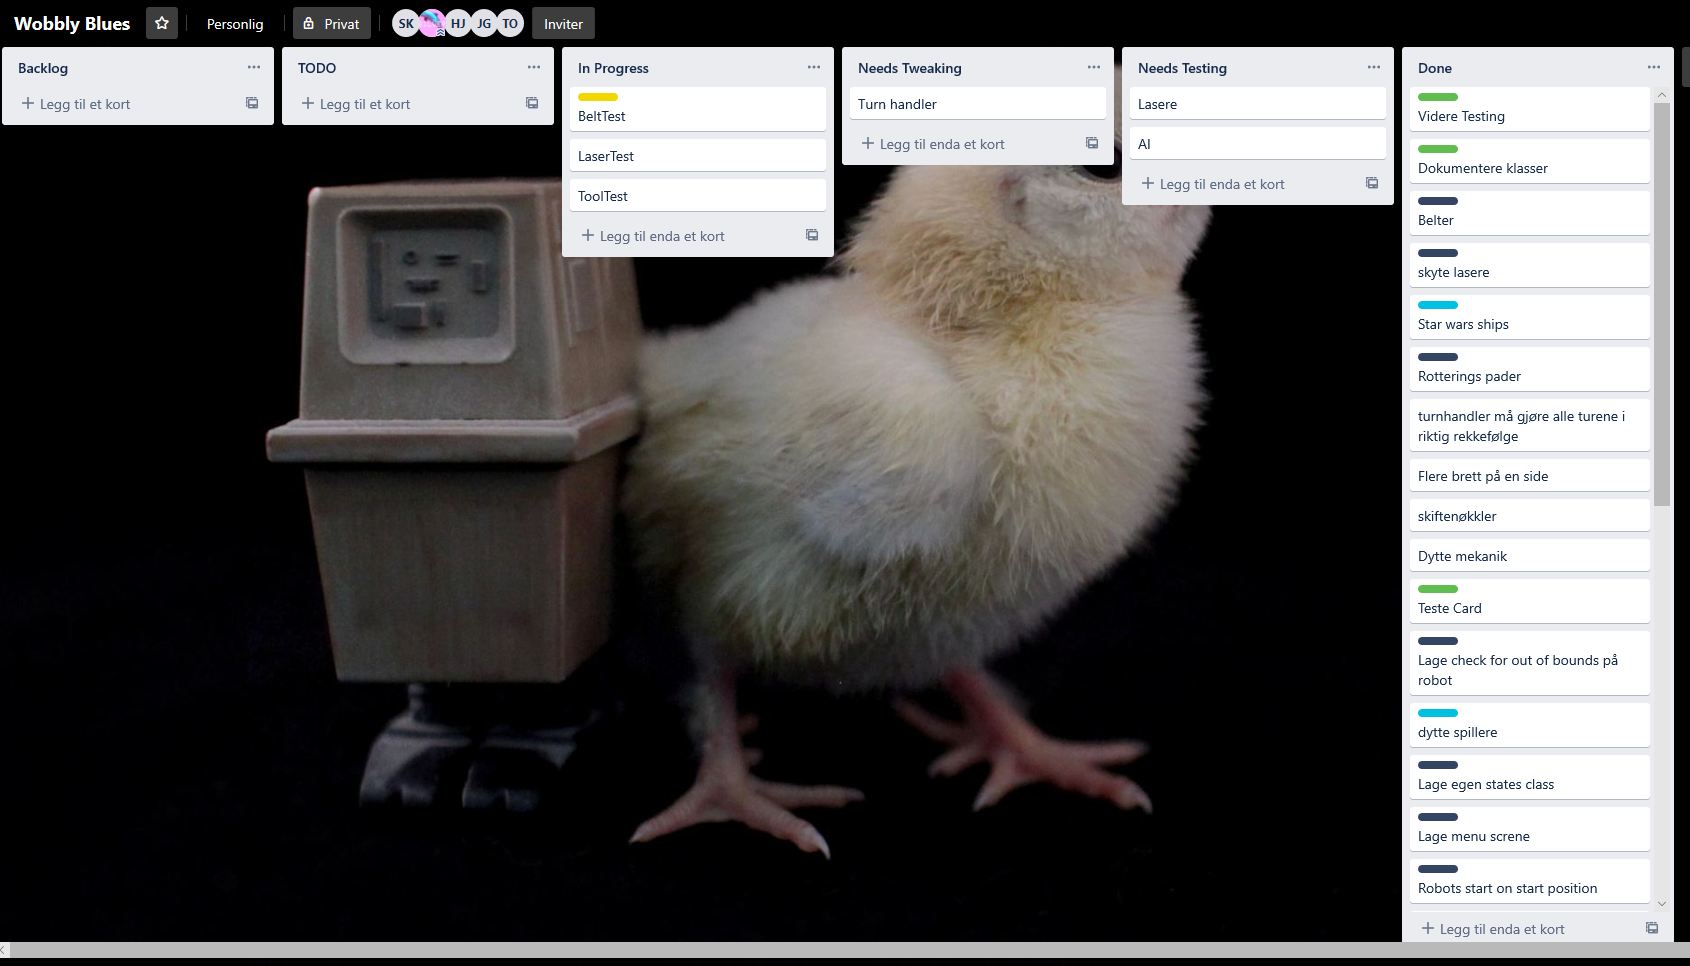 Wobbly Blues
Personlig
Privat
SK
HJ
JG
TO
Inviter
Backlog
Legg til et kort
TODO
Legg til et kort
In Progress
BeltTest
LaserTest
ToolTest
Legg til enda et kort
Needs Tweaking
Turn handler
Legg til enda et kort
Needs Testing
Lasere
AI
Legg til enda et kort
Done
Videre Testing
Dokumentere klasser
Belter
skyte lasere
Star wars ships
Rotterings pader
turnhandler må gjøre alle turene i
riktig rekkefølge
Flere brett på en side
skiftenøkkler
Dytte mekanik
Teste Card
Lage check for out of bounds på
robot
dytte spillere
Lage egen states class
Lage menu screne
Robots start on start position
Legg til enda et kort